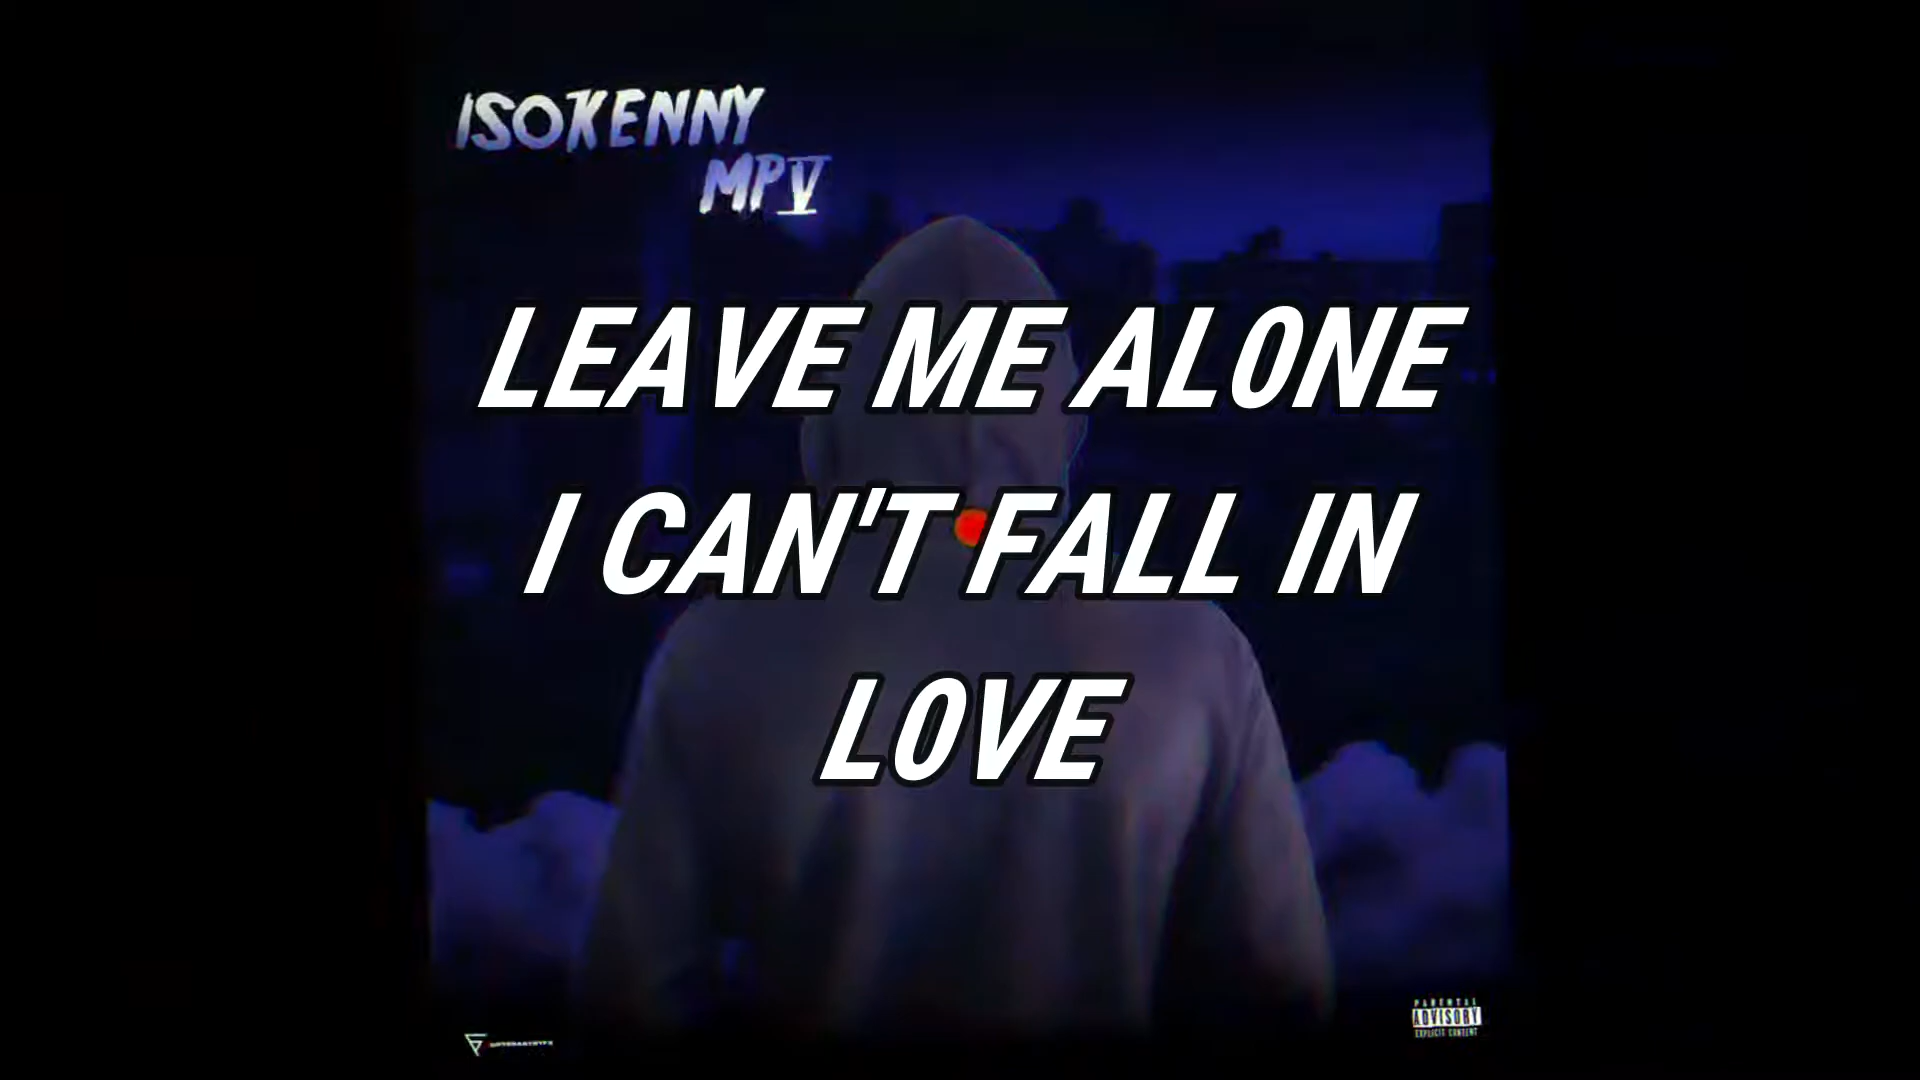 ISOKENNY
MPV
LEAVE ME ALONE
I CAN'T FALL IN
LOVE
PARENTAL
ADVISORY
EXPLICIT CONTENT